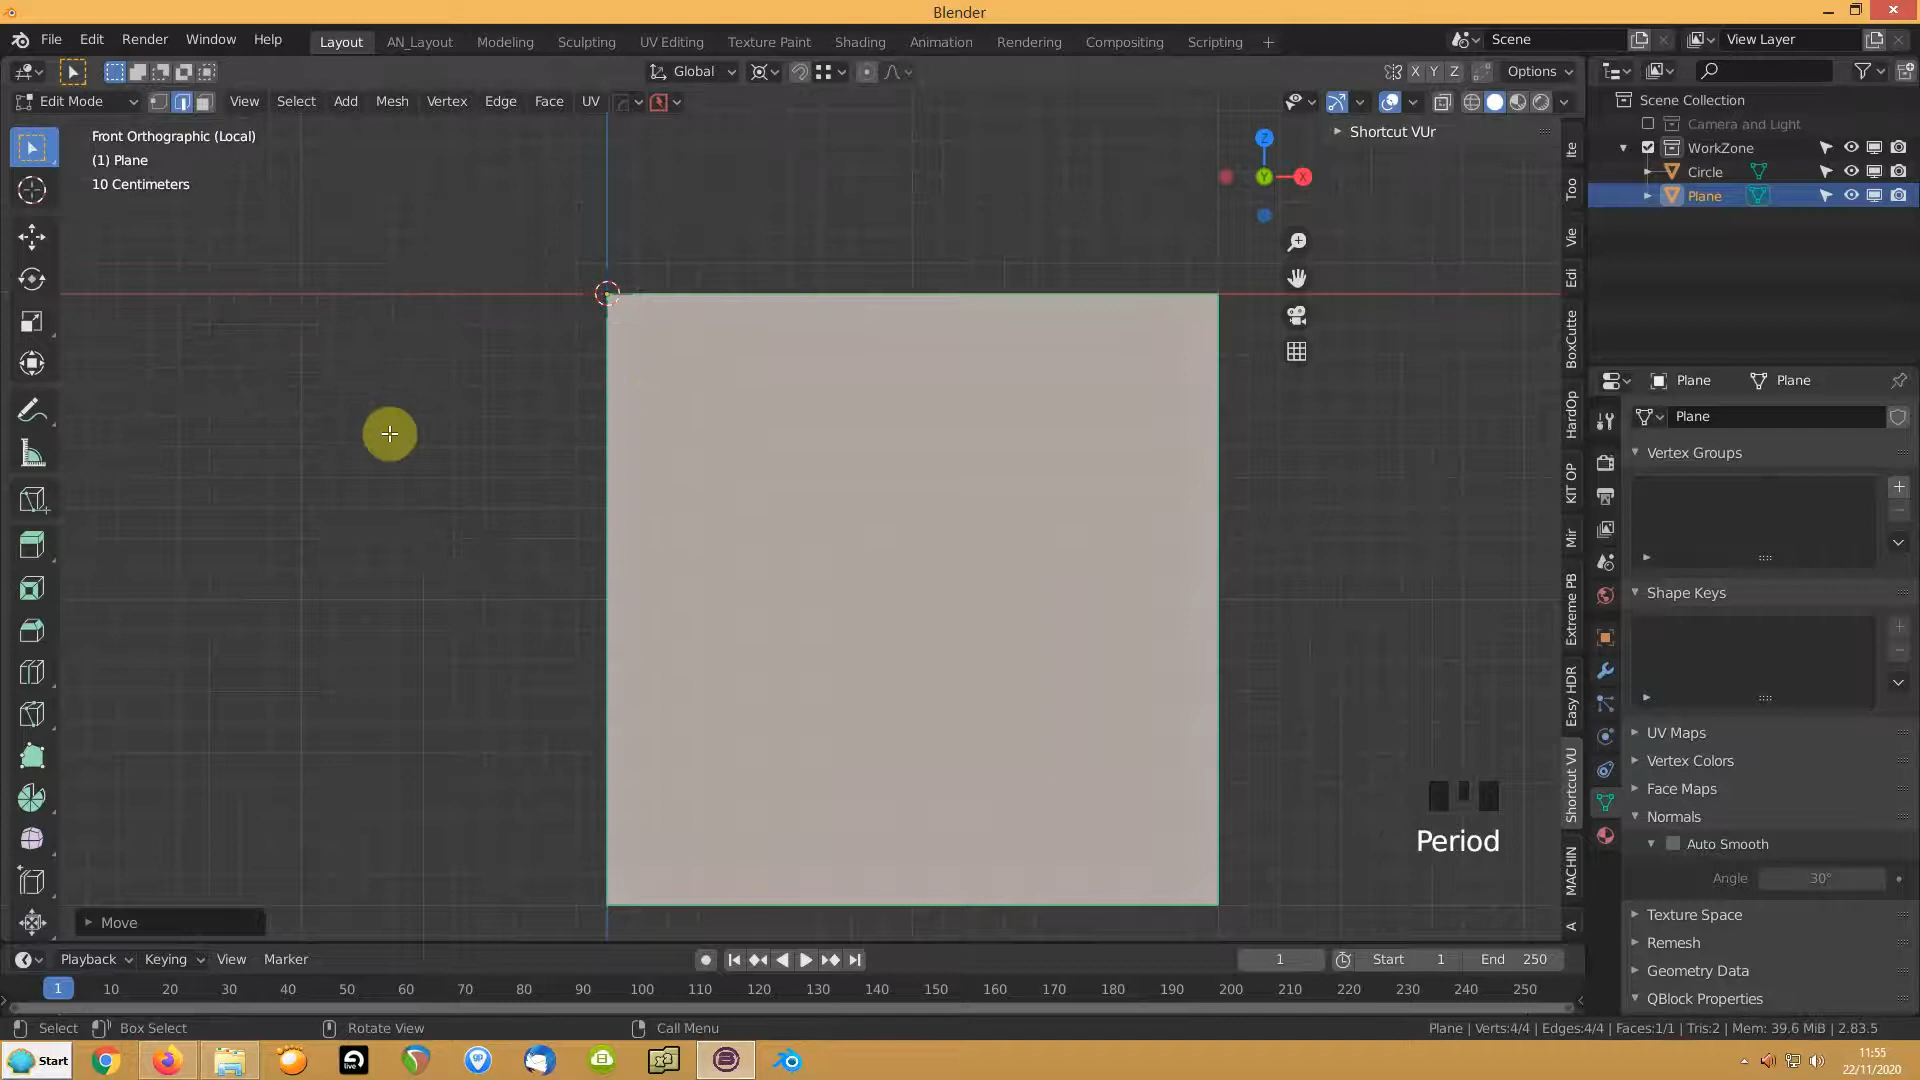 Blender
File Edit Render Window Help
Layout AN_Layout Modeling Sculpting UV Editing Texture Paint Shading Animation Rendering Compositing Scripting +
Scene
View Layer
Global
X Y Z Options
Edit Mode View Select Add Mesh Vertex Edge Face UV
Front Orthographic (Local)
(1) Plane
10 Centimeters
Shortcut VUr
Z
Y
X
Ite
Too
Vie
Edi
BoxCutte
HardOp
KIT OP
Mir
Extreme PB
Easy HDR
Shortcut VU
MACHIN
A
Scene Collection
Camera and Light
WorkZone
Circle
Plane
Plane Plane
Plane
Vertex Groups
Shape Keys
UV Maps
Vertex Colors
Face Maps
Normals
Auto Smooth
Angle 30°
Texture Space
Remesh
Geometry Data
QBlock Properties
Period
Move
Playback Keying View Marker
1 Start 1 End 250
1 10 20 30 40 50 60 70 80 90 100 110 120 130 140 150 160 170 180 190 200 210 220 230 240 250
Select Box Select Rotate View Call Menu
Plane | Verts:4/4 | Edges:4/4 | Faces:1/1 | Tris:2 | Mem: 39.6 MiB | 2.83.5
Start
live
11:55
22/11/2020